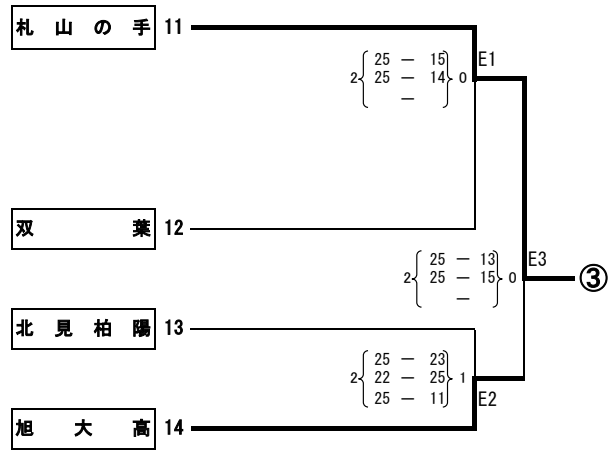 札山の手 11
E1
25 － 15
2 25 － 14 0
－
双葉 12
E3
25 － 13
2 25 － 15 0
－
③
北見柏陽 13
25 － 23
2 22 － 25 1
25 － 11
E2
旭大高 14